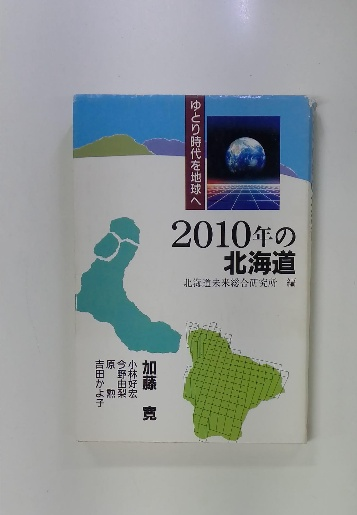 ゆとり時代を地球へ
2010年の
北海道
北海道未来総合研究所 編
加藤 寛
小林好宏
今野由梨
原 勲
吉田かよ子